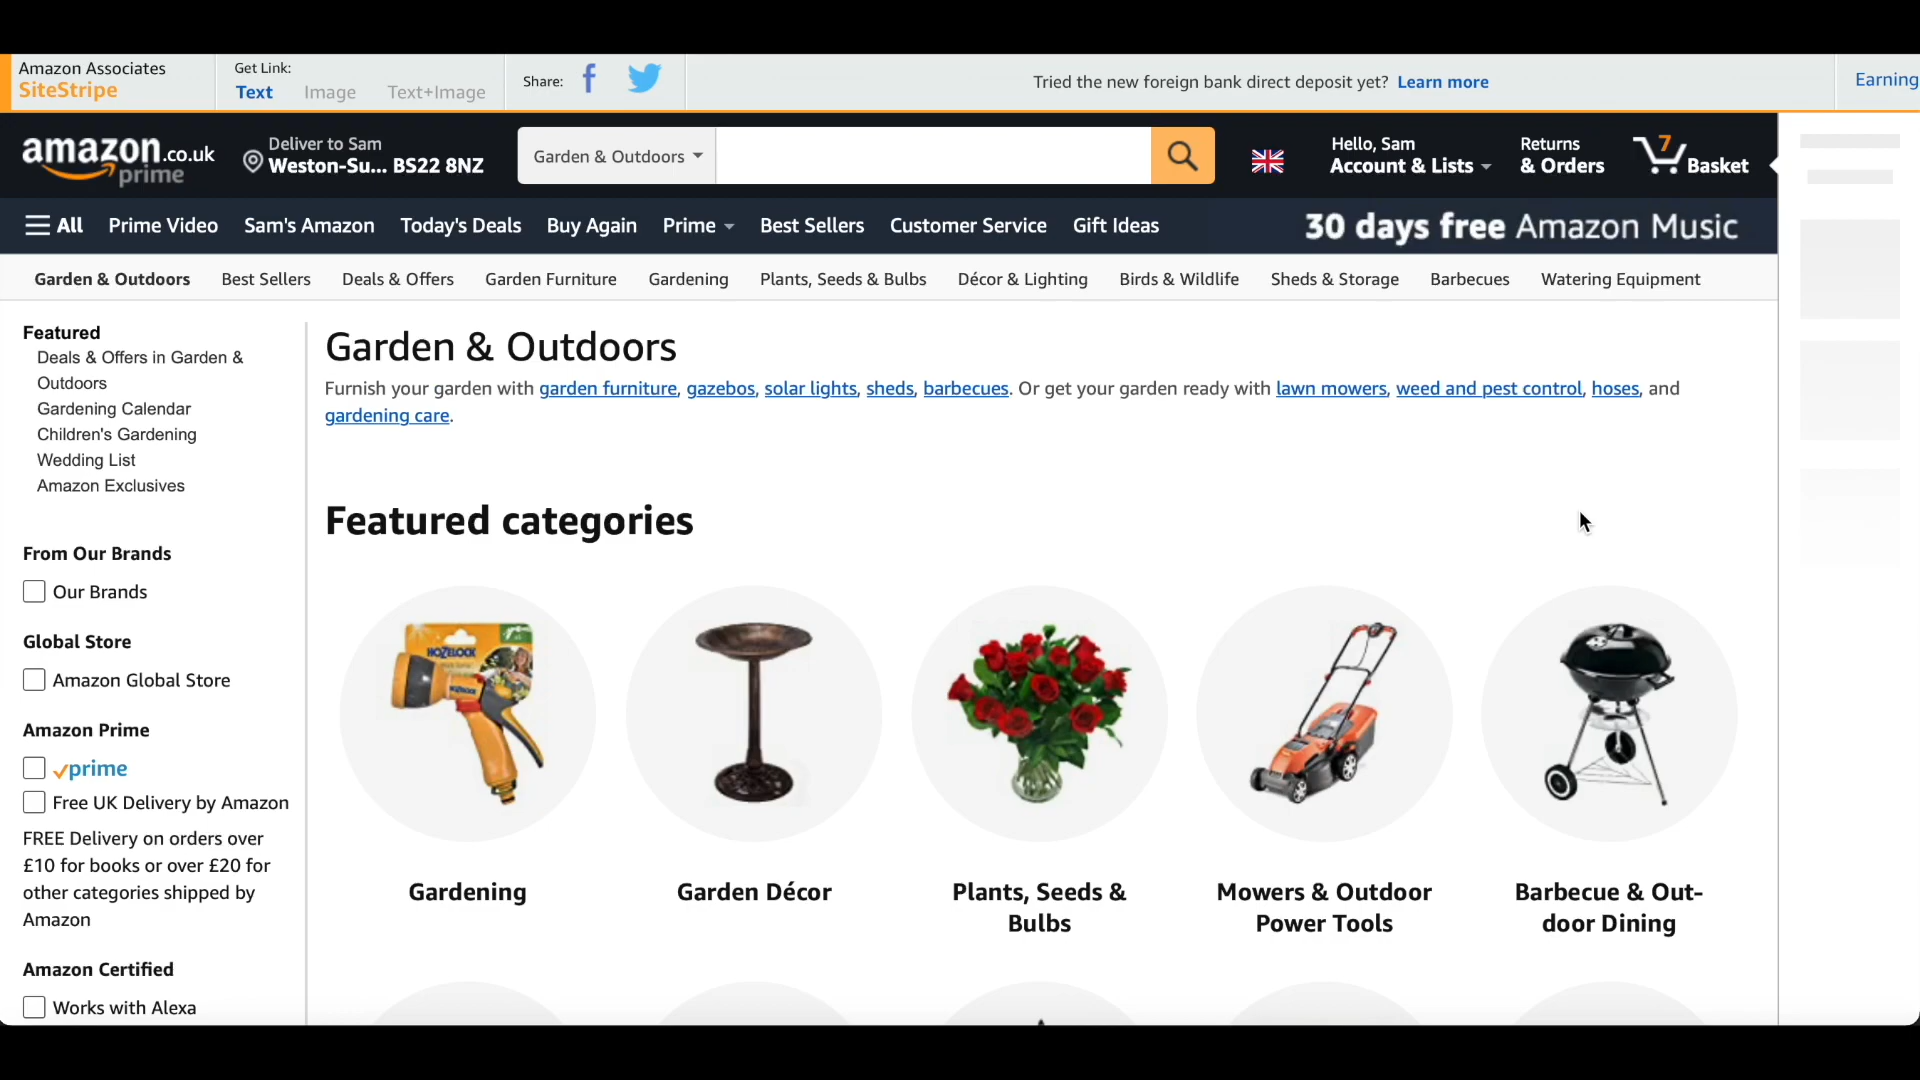 Amazon Associates
SiteStripe
Get Link:
Text Image Text+Image
Share:
Tried the new foreign bank direct deposit yet? Learn more
Earning
amazon.co.uk
prime
Deliver to Sam
Weston-Su... BS22 8NZ
Garden & Outdoors
Hello, Sam
Account & Lists
Returns
& Orders
7
Basket
All Prime Video Sam's Amazon Today's Deals Buy Again Prime Best Sellers Customer Service Gift Ideas
30 days free Amazon Music
Garden & Outdoors Best Sellers Deals & Offers Garden Furniture Gardening Plants, Seeds & Bulbs Décor & Lighting Birds & Wildlife Sheds & Storage Barbecues Watering Equipment
Featured
Deals & Offers in Garden &
Outdoors
Gardening Calendar
Children's Gardening
Wedding List
Amazon Exclusives
From Our Brands
Our Brands
Global Store
Amazon Global Store
Amazon Prime
prime
Free UK Delivery by Amazon
FREE Delivery on orders over
£10 for books or over £20 for
other categories shipped by
Amazon
Amazon Certified
Works with Alexa
Garden & Outdoors
Furnish your garden with garden furniture, gazebos, solar lights, sheds, barbecues. Or get your garden ready with lawn mowers, weed and pest control, hoses, and
gardening care.
Featured categories
HOZELOCK
Gardening
Garden Décor
Plants, Seeds &
Bulbs
Mowers & Outdoor
Power Tools
Barbecue & Out-
door Dining